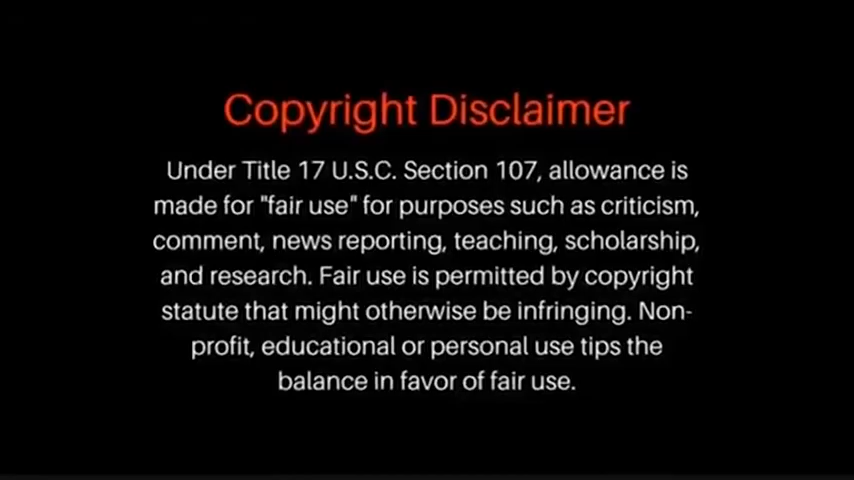 Copyright Disclaimer
Under Title 17 U.S.C. Section 107, allowance is
made for "fair use" for purposes such as criticism,
comment, news reporting, teaching, scholarship,
and research. Fair use is permitted by copyright
statute that might otherwise be infringing. Non-
profit, educational or personal use tips the
balance in favor of fair use.